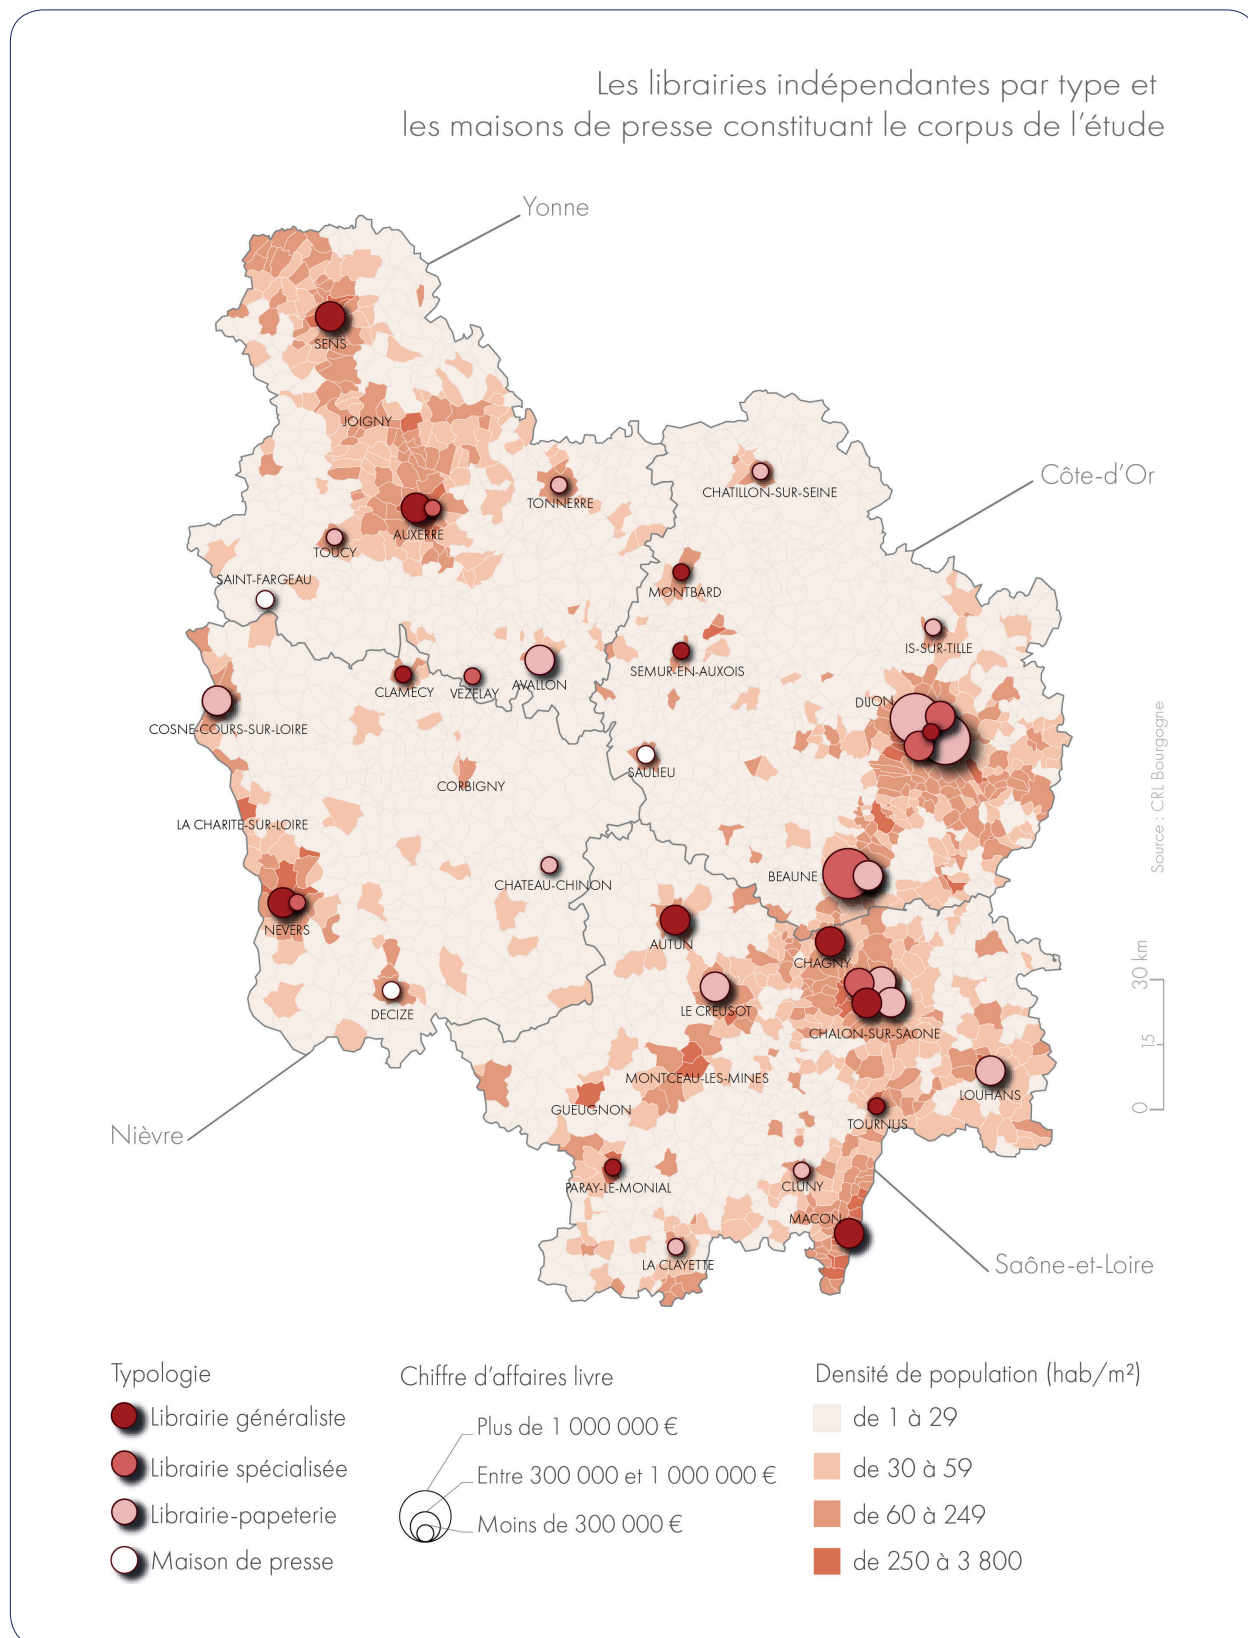 Les librairies indépendantes par type et
les maisons de presse constituant le corpus de l'étude
Yonne
SENS
JOIGNY
Côte-d'Or
CHATILLON-SUR-SEINE
TONNERRE
AUXERRE
TOUCY
SAINT-FARGEAU
MONTBARD
IS-SUR-TILLE
SEMUR-EN-AUXOIS
CLAMECY
VEZELAY
AVALLON
DIJON
COSNE-COURS-SUR-LOIRE
SAULIEU
CORBIGNY
LA CHARITE-SUR-LOIRE
Source : CRL Bourgogne
BEAUNE
CHATEAU-CHINON
NEVERS
AUTUN
CHAGNY
30 km
15
0
LE CREUSOT
DECIZE
CHALON-SUR-SAONE
MONTCEAU-LES-MINES
LOUHANS
GUEUGNON
TOURNUS
Nièvre
PARAY-LE-MONIAL
CLUNY
MACON
LA CLAYETTE
Saône-et-Loire
Typologie
Librairie généraliste
Librairie spécialisée
Librairie-papeterie
Maison de presse
Chiffre d'affaires livre
Plus de 1 000 000 €
Entre 300 000 et 1 000 000 €
Moins de 300 000 €
Densité de population (hab/m²)
de 1 à 29
de 30 à 59
de 60 à 249
de 250 à 3 800